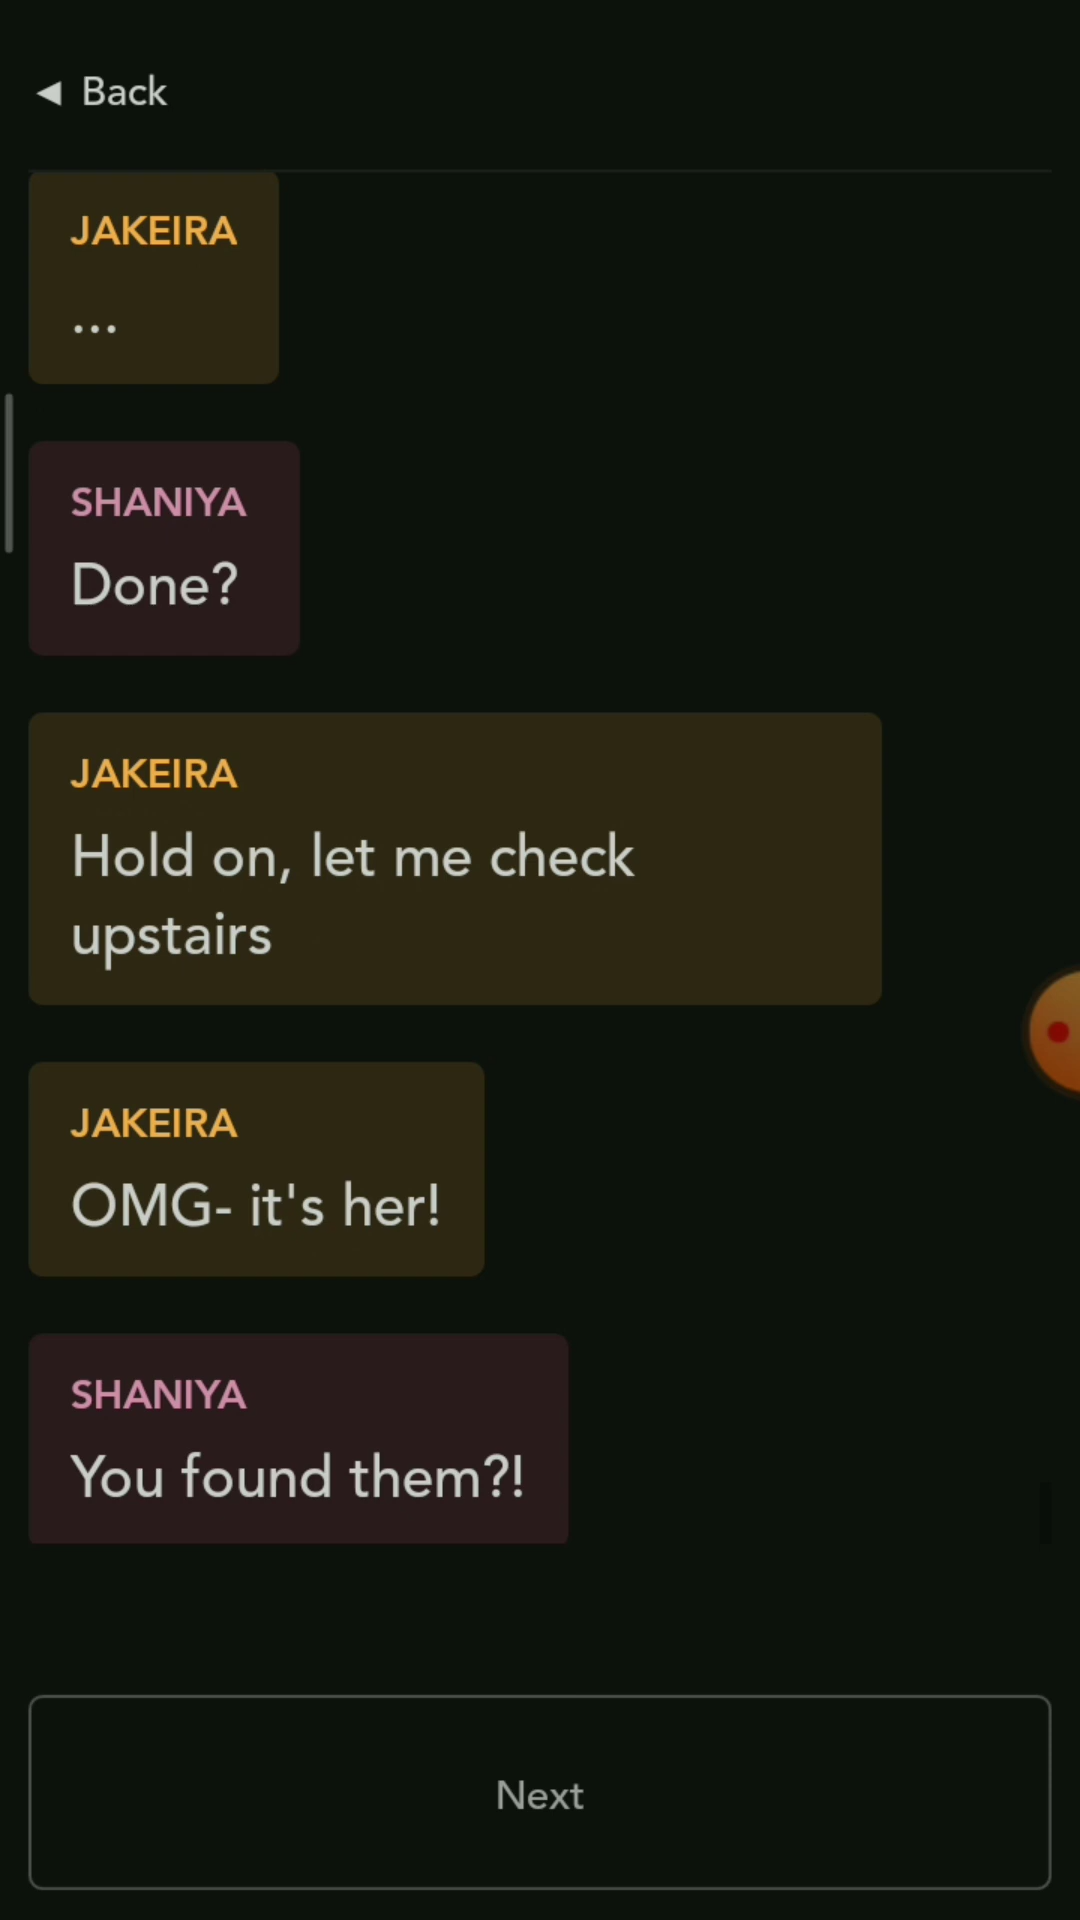 ◄ Back
JAKEIRA
...
SHANIYA
Done?
JAKEIRA
Hold on, let me check
upstairs
JAKEIRA
OMG- it's her!
SHANIYA
You found them?!
Next